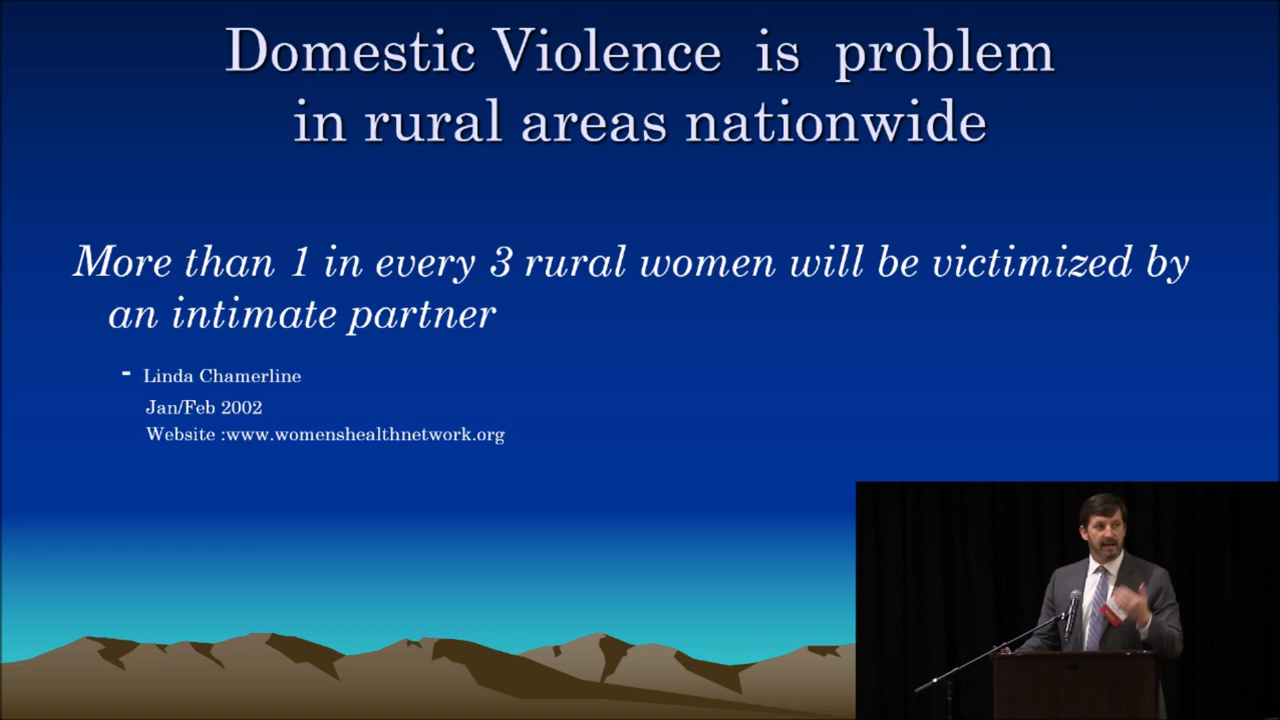 Domestic Violence is problem
in rural areas nationwide
More than 1 in every 3 rural women will be victimized by
an intimate partner
- Linda Chamerline
Jan/Feb 2002
Website :www.womenshealthnetwork.org